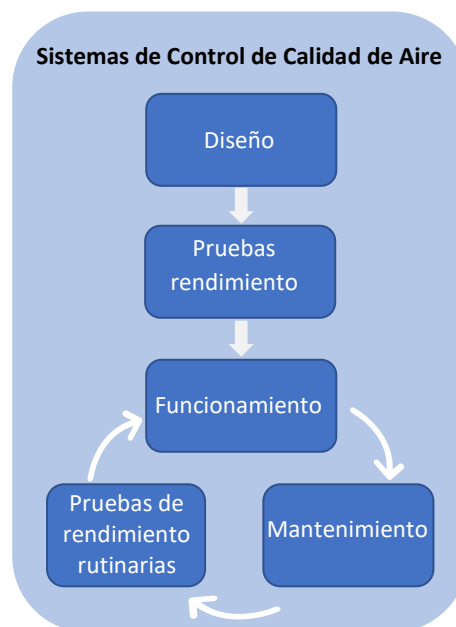 Sistemas de Control de Calidad de Aire
Diseño
Pruebas
rendimiento
Funcionamiento
Pruebas de
rendimiento
rutinarias
Mantenimiento